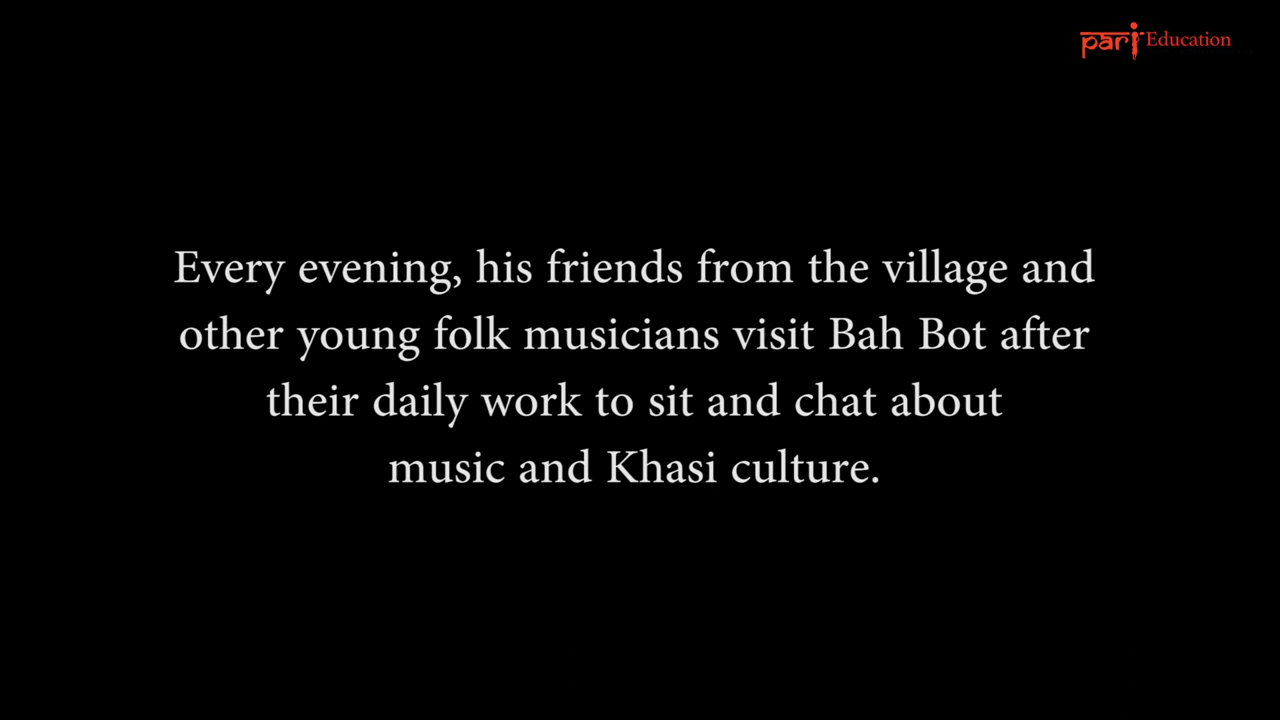 pari Education
Every evening, his friends from the village and
other young folk musicians visit Bah Bot after
their daily work to sit and chat about
music and Khasi culture.